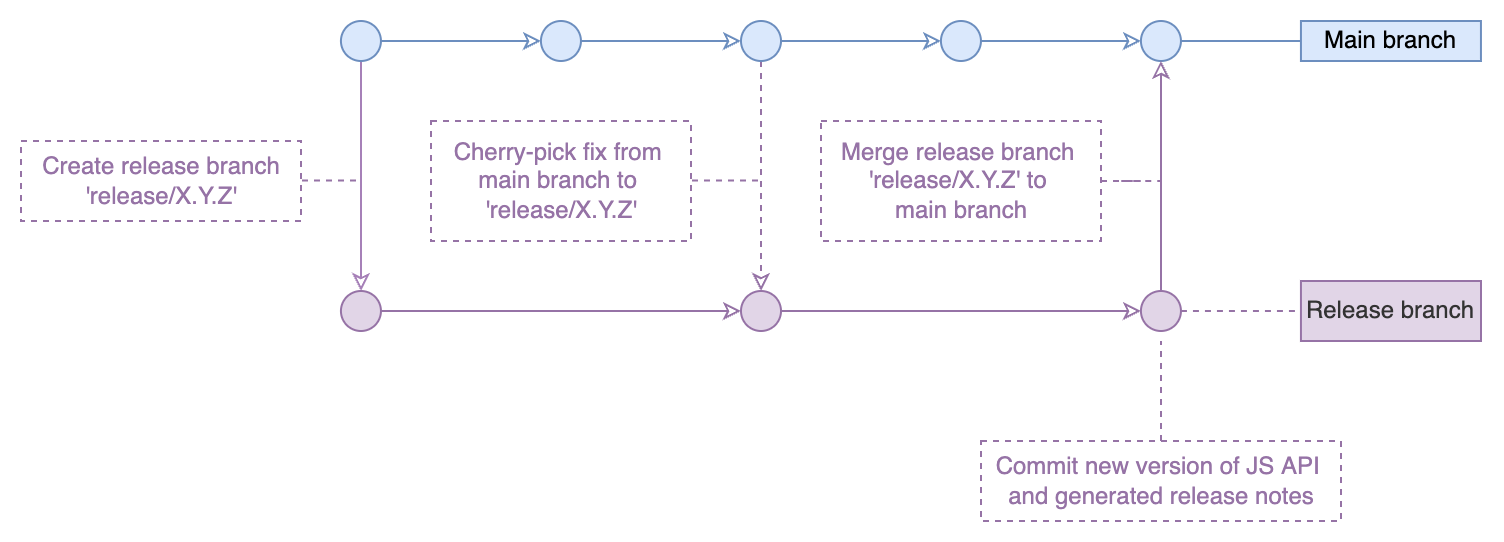 Main branch
Create release branch
'release/X.Y.Z'
Cherry-pick fix from
main branch to
'release/X.Y.Z'
Merge release branch
'release/X.Y.Z' to
main branch
Release branch
Commit new version of JS API
and generated release notes